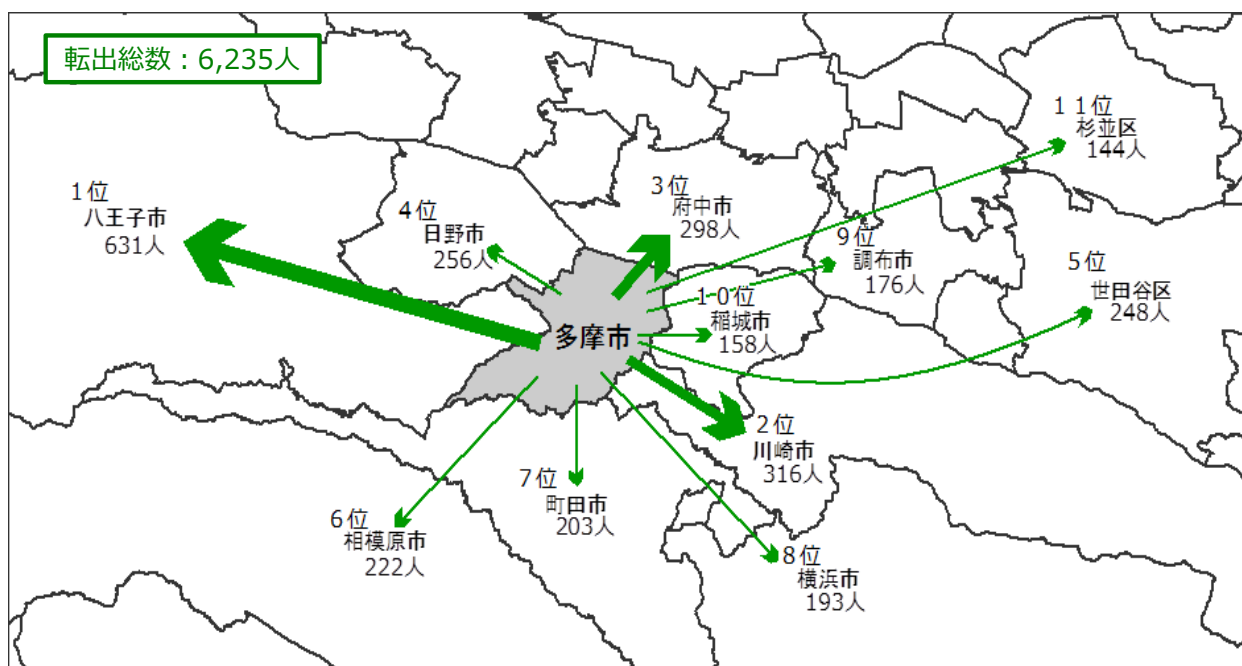 転出総数：6,235人
１位
八王子市
631人
４位
日野市
256人
３位
府中市
298人
１１位
杉並区
144人
９位
調布市
176人
５位
世田谷区
248人
１０位
稲城市
158人
多摩市
２位
川崎市
316人
７位
町田市
203人
６位
相模原市
222人
８位
横浜市
193人